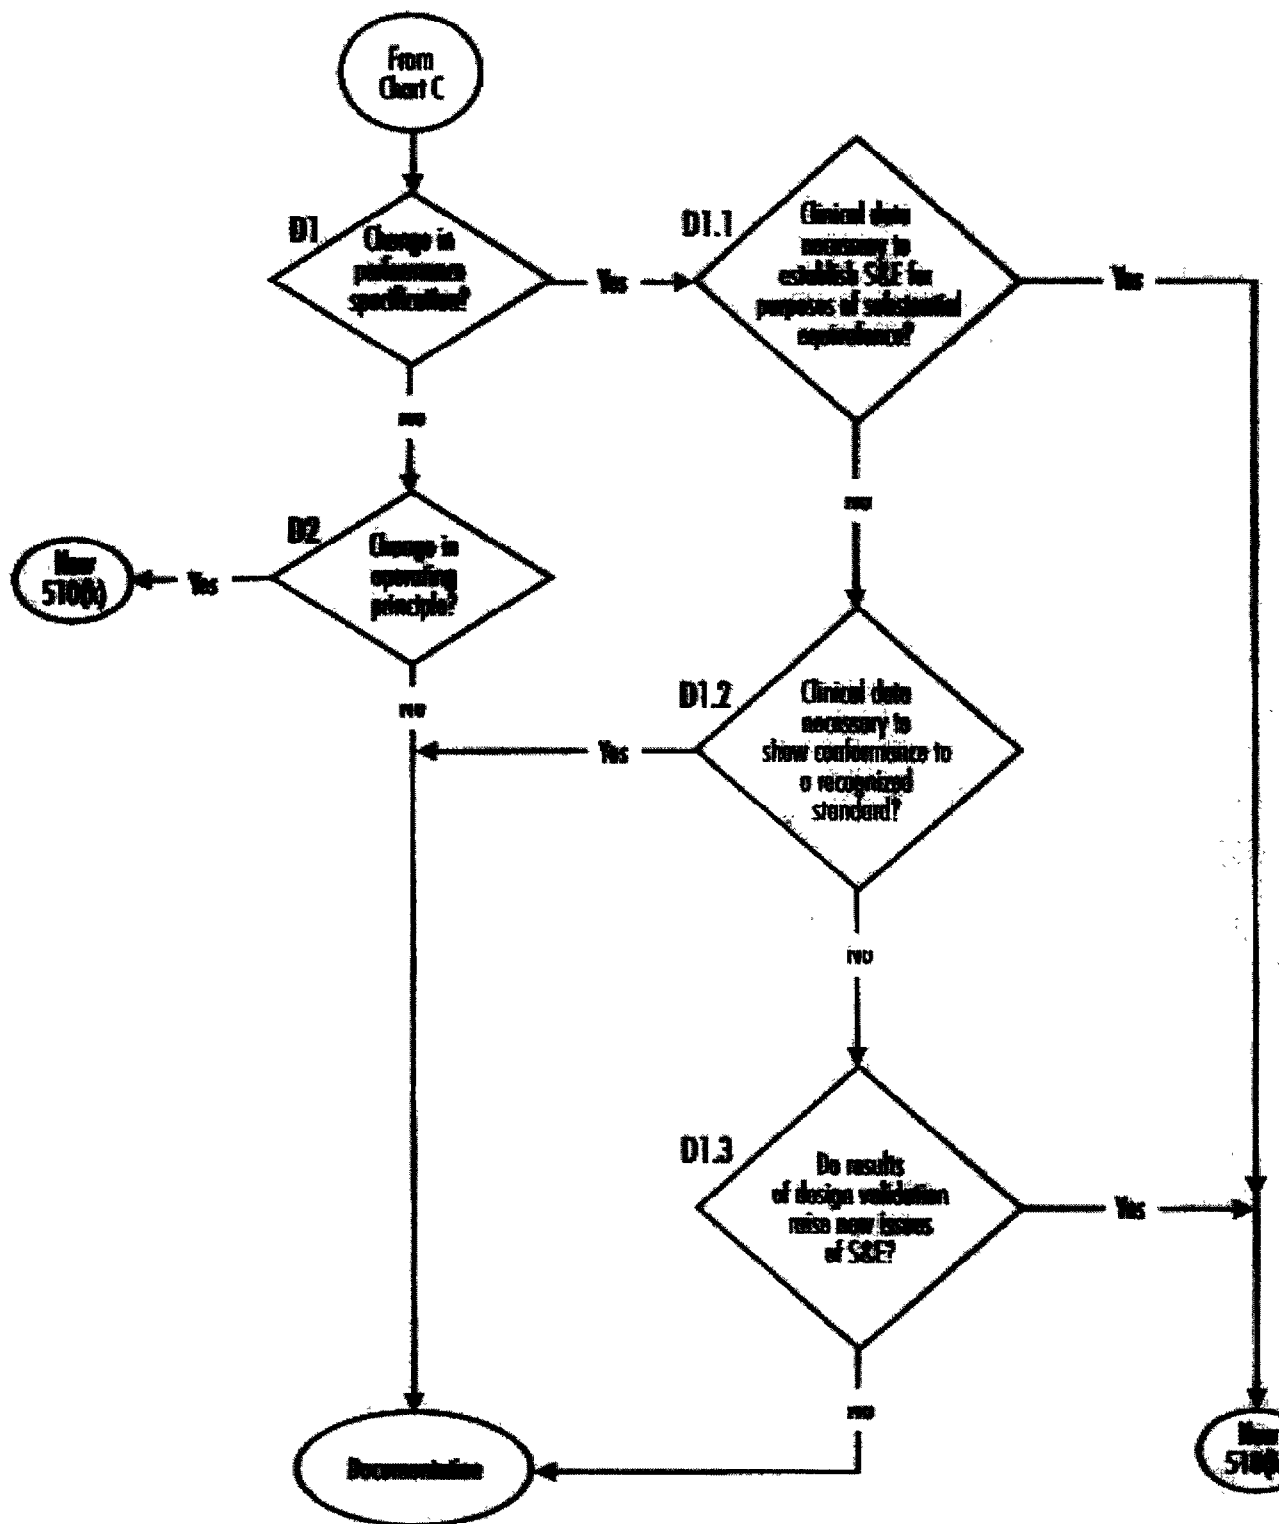 From
Chart C
D1
Change in
performance
specification?
Yes
D1.1
Clinical data
necessary to
establish S&E for
purposes of substantial
equivalence?
Yes
no
no
D2
Change in
operating
principle?
Yes
New
510(k)
no
D1.2
Clinical data
necessary to
show conformance to
a recognized
standard?
Yes
no
D1.3
Do results
of design validation
raise new issues
of S&E?
Yes
no
Documentation
New